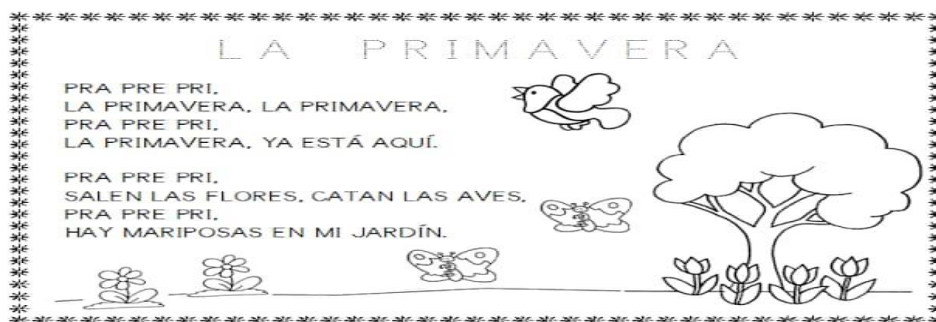 LA PRIMAVERA
PRA PRE PRI,
LA PRIMAVERA, LA PRIMAVERA,
PRA PRE PRI,
LA PRIMAVERA, YA ESTÁ AQUÍ.
PRA PRE PRI,
SALEN LAS FLORES, CATAN LAS AVES,
PRA PRE PRI,
HAY MARIPOSAS EN MI JARDÍN.